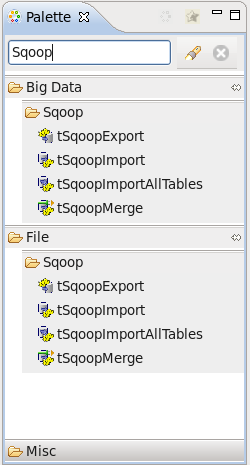 Palette
Sqoop
Big Data
Sqoop
tSqoopExport
tSqoopImport
tSqoopImportAllTables
tSqoopMerge
File
Sqoop
tSqoopExport
tSqoopImport
tSqoopImportAllTables
tSqoopMerge
Misc